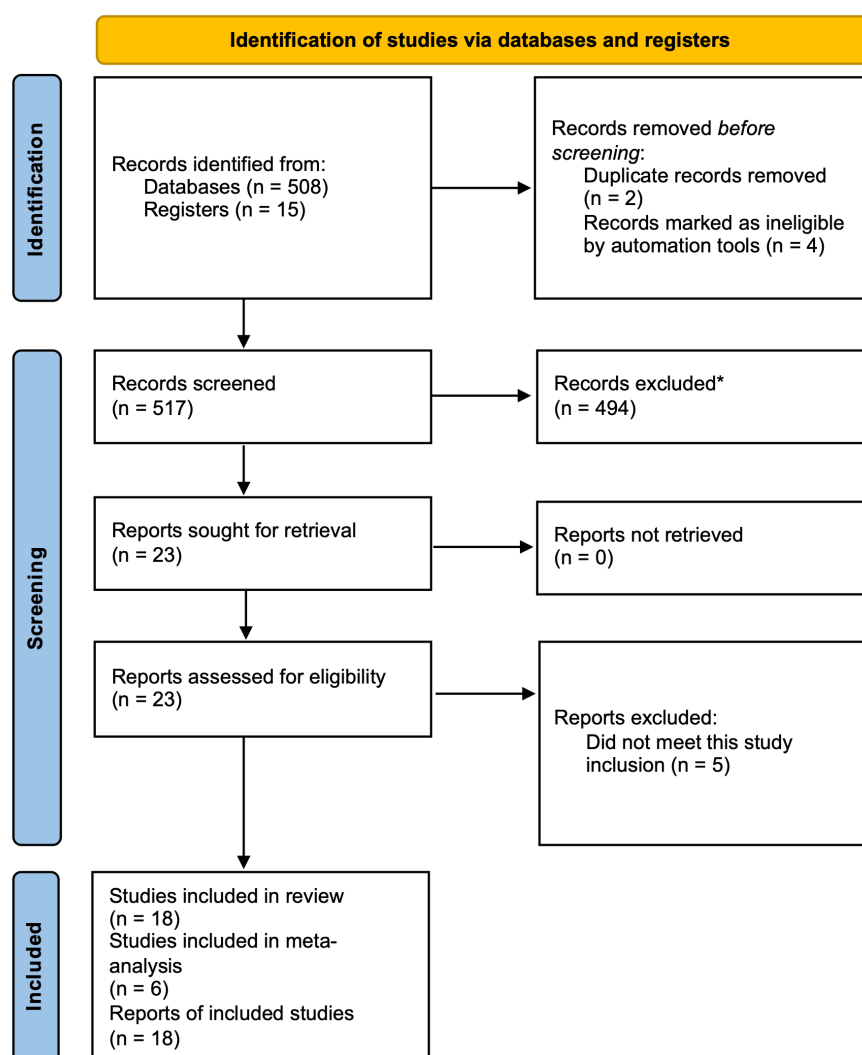 Identification of studies via databases and registers
Identification
Records identified from:
Databases (n = 508)
Registers (n = 15)
Records removed before
screening:
Duplicate records removed
(n = 2)
Records marked as ineligible
by automation tools (n = 4)
Screening
Records screened
(n = 517)
Records excluded*
(n = 494)
Reports sought for retrieval
(n = 23)
Reports not retrieved
(n = 0)
Reports assessed for eligibility
(n = 23)
Reports excluded:
Did not meet this study
inclusion (n = 5)
Included
Studies included in review
(n = 18)
Studies included in meta-
analysis
(n = 6)
Reports of included studies
(n = 18)